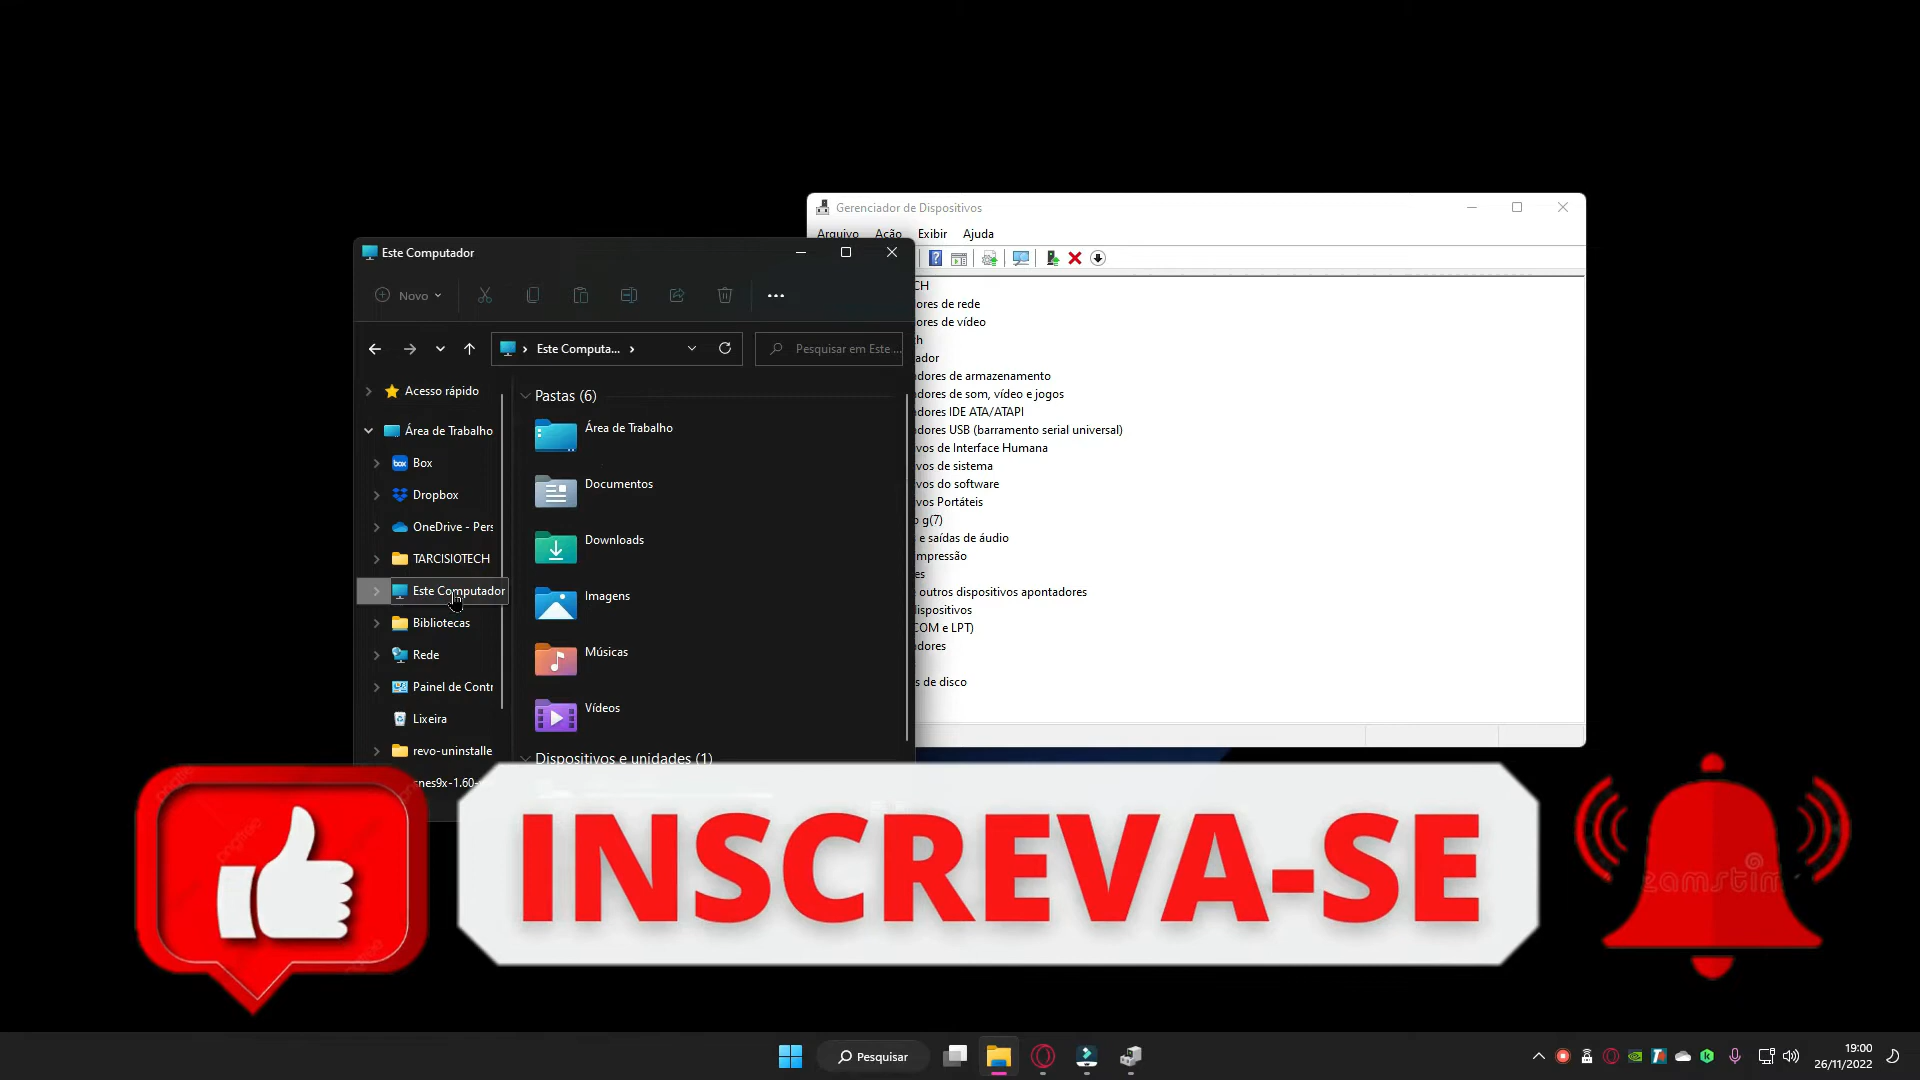 Gerenciador de Dispositivos
Arquivo Ação Exibir Ajuda
Este Computador
Novo
Este Computa...
Pesquisar em Este ...
Acesso rápido
Área de Trabalho
Box
Dropbox
OneDrive - Pers
TARCISIOTECH
Este Computador
Bibliotecas
Rede
Painel de Contr
Lixeira
revo-uninstalle
snes9x-1.60-
Pastas (6)
Área de Trabalho
Documentos
Downloads
Imagens
Músicas
Vídeos
Dispositivos e unidades (1)
CH
ores de rede
ores de vídeo
h
ador
dores de armazenamento
dores de som, vídeo e jogos
dores IDE ATA/ATAPI
dores USB (barramento serial universal)
vos de Interface Humana
vos de sistema
vos do software
vos Portáteis
g(7)
e saídas de áudio
mpressão
es
outros dispositivos apontadores
ispositivos
COM e LPT)
dores
s de disco
INSCREVA-SE
Pesquisar
19:00
26/11/2022